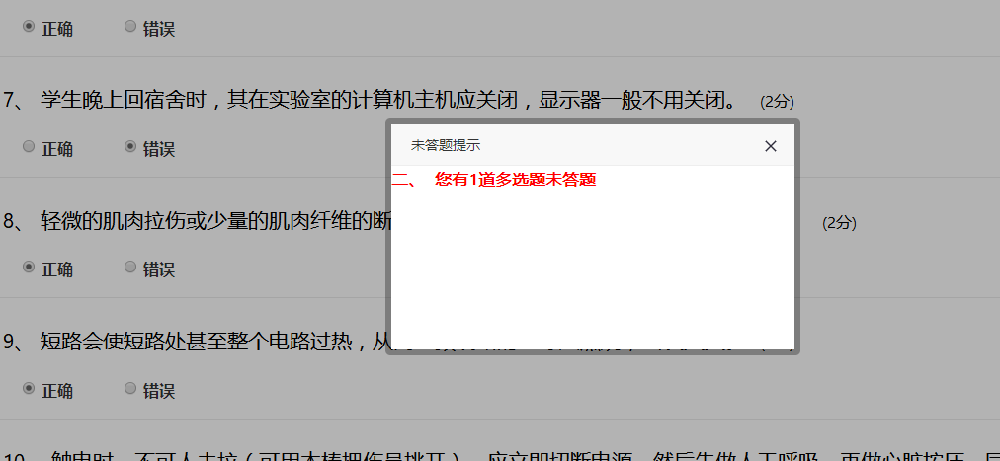 正确 错误
7、 学生晚上回宿舍时，其在实验室的计算机主机应关闭，显示器一般不用关闭。 (2分)
未答题提示
正确 错误
二、 您有1道多选题未答题
8、 轻微的肌肉拉伤或少量的肌肉纤维的断 (2分)
正确 错误
9、 短路会使短路处甚至整个电路过热，从
正确 错误
10、 触电时，不可人去拉（可用木棒把伤员挑开），应立即切断电源，然后先做人工呼吸，再做心脏按压，